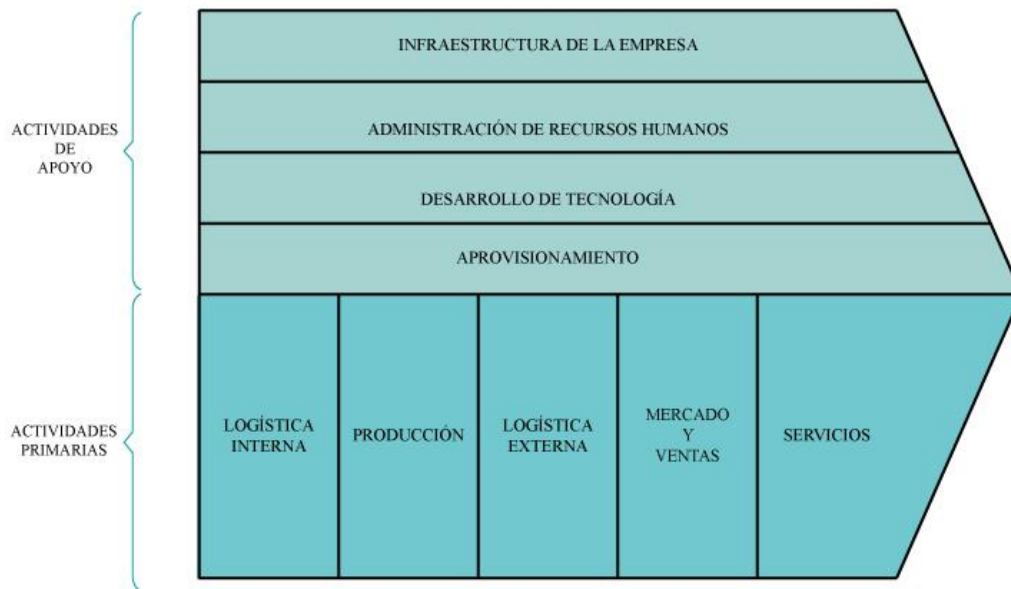 INFRAESTRUCTURA DE LA EMPRESA
ADMINISTRACIÓN DE RECURSOS HUMANOS
DESARROLLO DE TECNOLOGÍA
APROVISIONAMIENTO
ACTIVIDADES
DE
APOYO
LOGÍSTICA
INTERNA
PRODUCCIÓN
LOGÍSTICA
EXTERNA
MERCADO
Y
VENTAS
SERVICIOS
ACTIVIDADES
PRIMARIAS